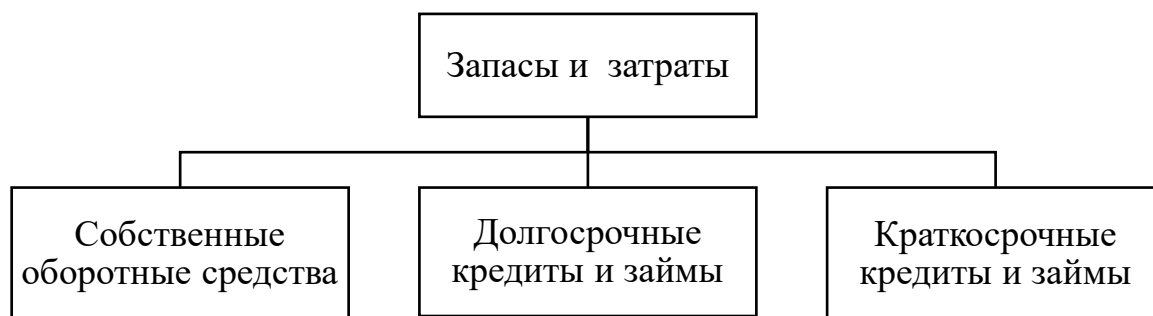 Запасы и затраты
Собственные
оборотные средства
Долгосрочные
кредиты и займы
Краткосрочные
кредиты и займы